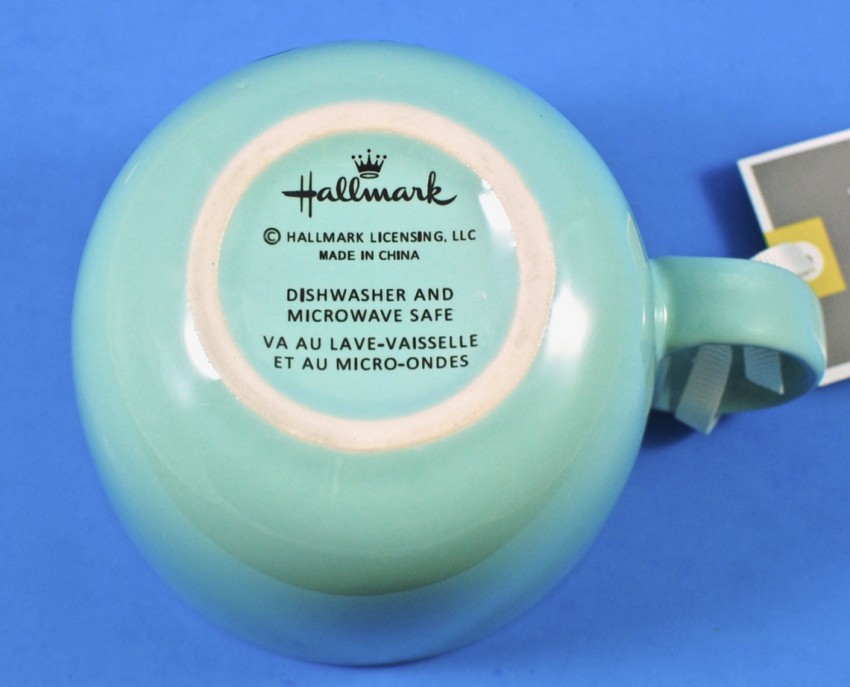 Hallmark
© HALLMARK LICENSING, LLC
MADE IN CHINA
DISHWASHER AND
MICROWAVE SAFE
VA AU LAVE-VAISSELLE
ET AU MICRO-ONDES